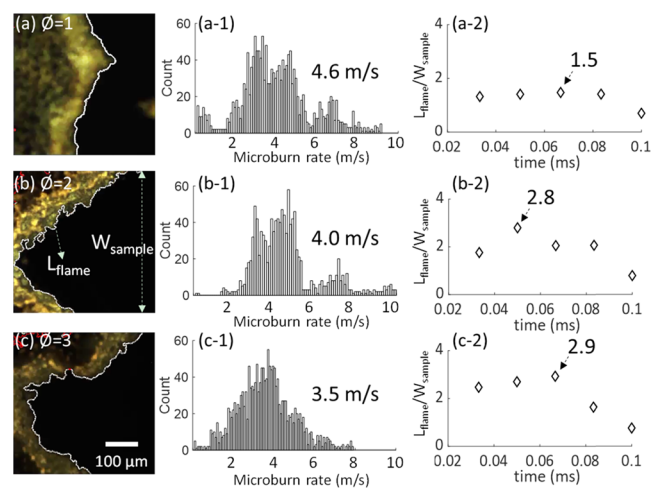 (a) Ø=1
(a-1)
4.6 m/s
Count
60
40
20
0
2
4
6
8
10
Microburn rate (m/s)
(a-2)
1.5
Lflame/Wsample
4
2
0
0.02
0.04
0.06
0.08
0.1
time (ms)
(b) Ø=2
Wsample
Lflame
(b-1)
4.0 m/s
Count
60
40
20
0
2
4
6
8
10
Microburn rate (m/s)
(b-2)
2.8
Lflame/Wsample
4
2
0
0.02
0.04
0.06
0.08
0.1
time (ms)
(c) Ø=3
100 µm
(c-1)
3.5 m/s
Count
60
40
20
0
2
4
6
8
10
Microburn rate (m/s)
(c-2)
2.9
Lflame/Wsample
4
2
0
0.02
0.04
0.06
0.08
0.1
time (ms)